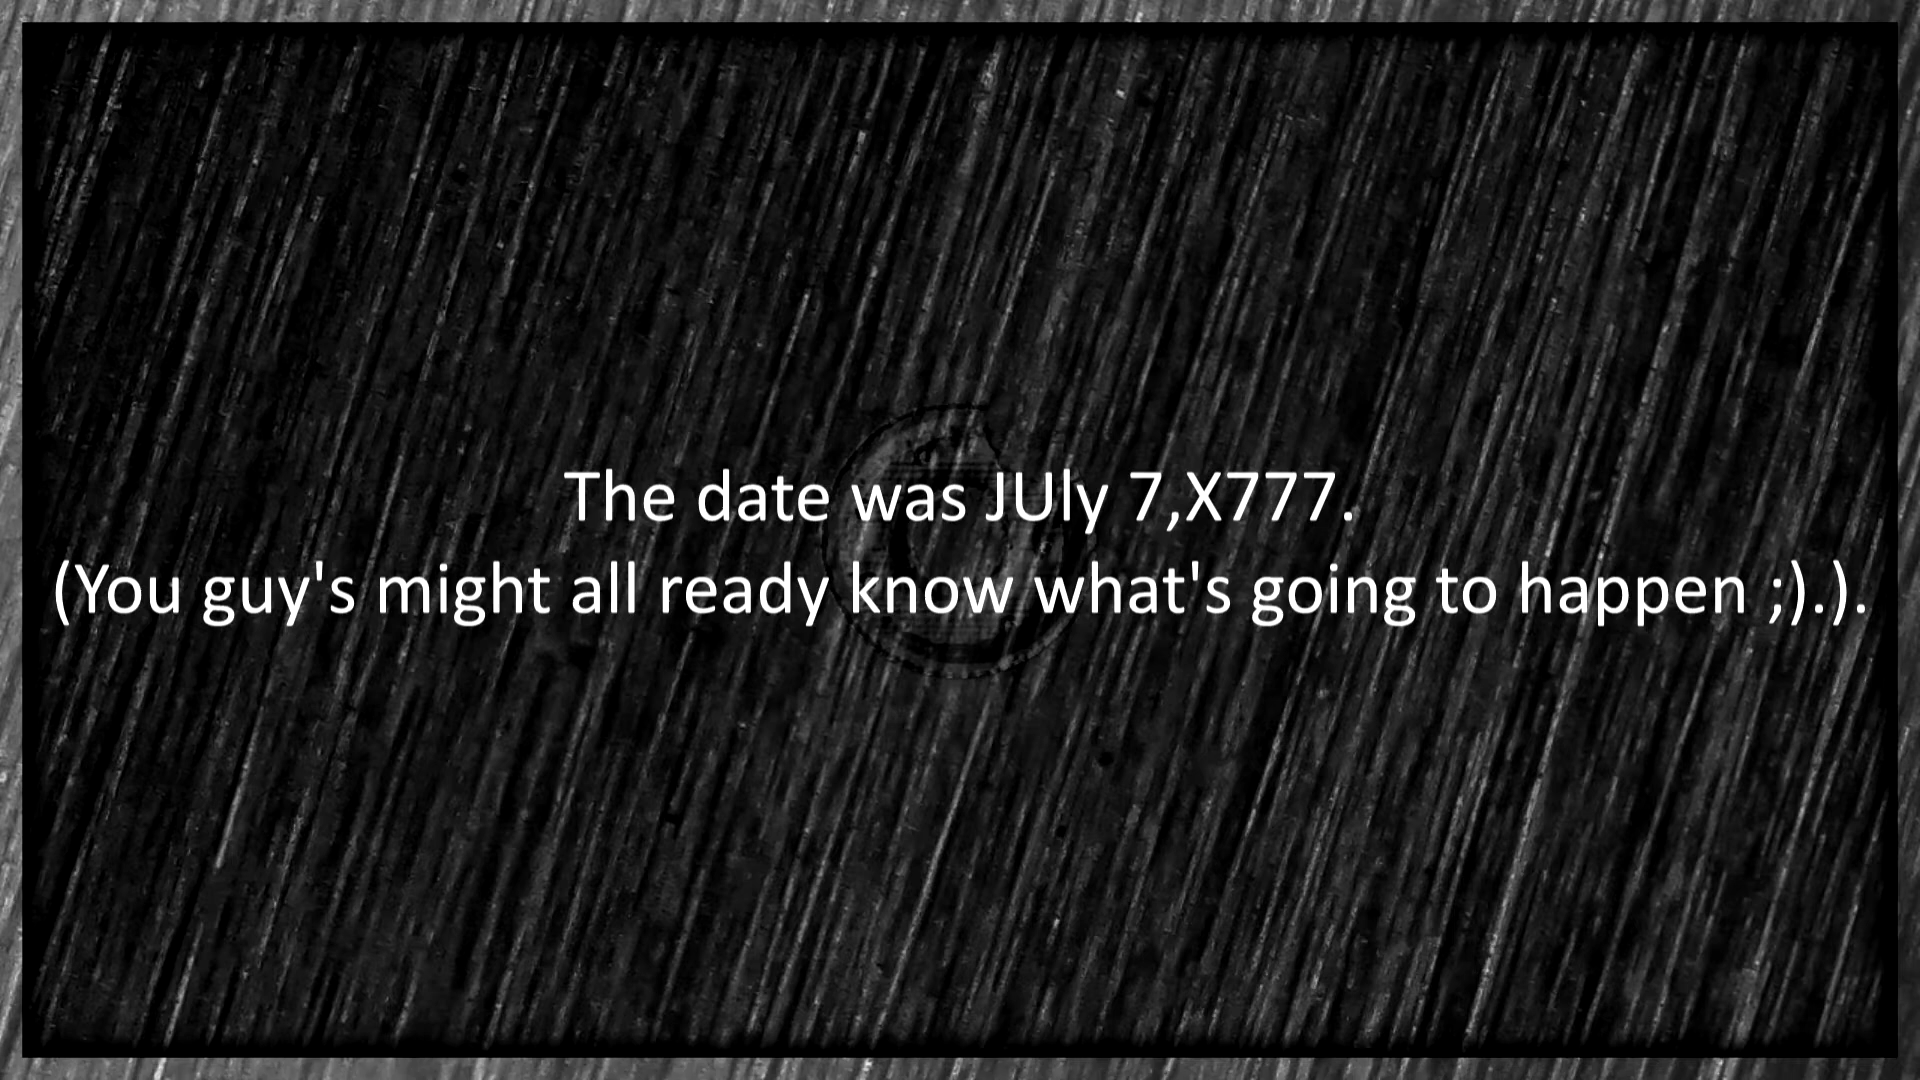 The date was JUly 7,X777.
(You guy's might all ready know what's going to happen ;).).